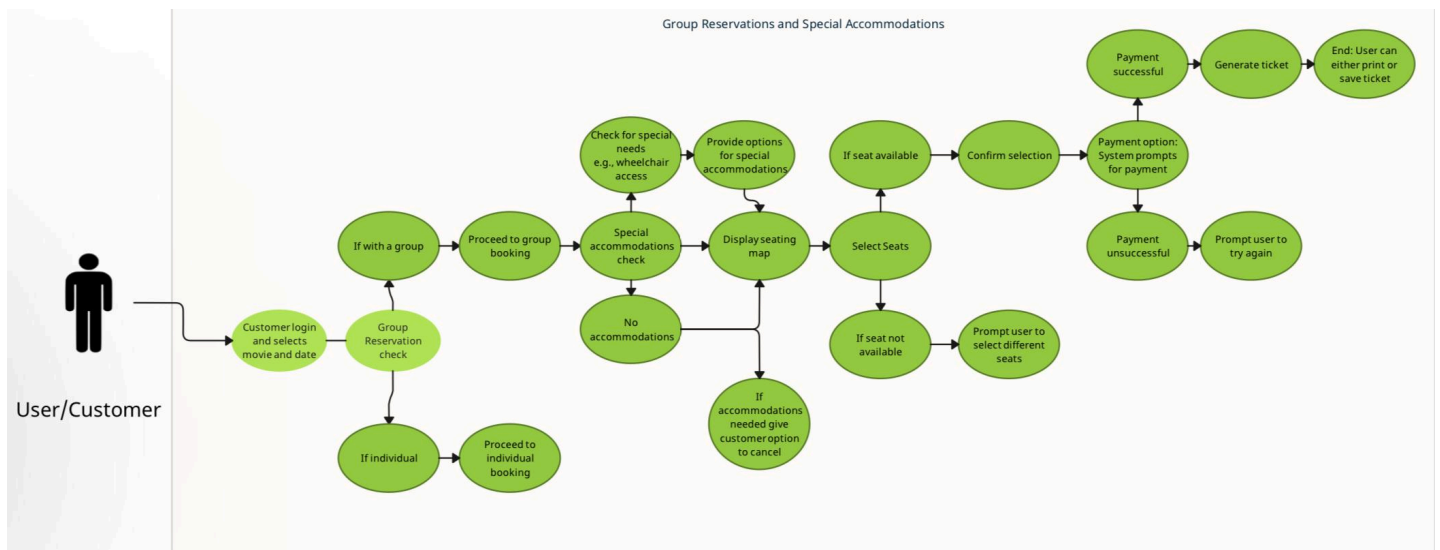 Group Reservations and Special Accommodations
User/Customer
Customer login
and selects
movie and date
Group
Reservation
check
If with a group
Proceed to group
booking
If individual
Proceed to
individual
booking
Special
accommodations
check
Check for special
needs
e.g., wheelchair
access
Provide options
for special
accommodations
No
accommodations
Display seating
map
If
accommodations
needed give
customer option
to cancel
Select Seats
If seat available
Confirm selection
If seat not
available
Prompt user to
select different
seats
Payment option:
System prompts
for payment
Payment
successful
Generate ticket
End: User can
either print or
save ticket
Payment
unsuccessful
Prompt user to
try again